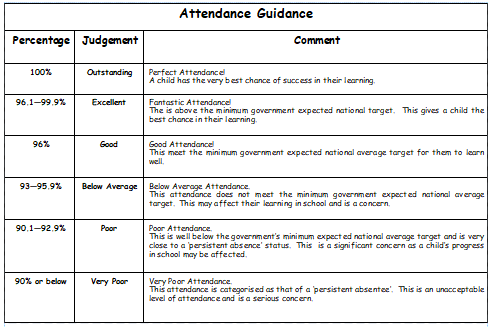 Attendance Guidance
Percentage Judgement Comment
100% Outstanding Perfect Attendance!
A child has the very best chance of success in their learning.
96.1—99.9% Excellent Fantastic Attendance!
The is above the minimum government expected national target. This gives a child the
best chance in their learning.
96% Good Good Attendance!
This meet the minimum government expected national average target for them to learn
well.
93—95.9% Below Average Below Average Attendance.
This attendance does not meet the minimum government expected national average
target. This may affect their learning in school and is a concern.
90.1—92.9% Poor Poor Attendance.
This is well below the government's minimum expected national average target and is very
close to a 'persistent absence' status. This is a significant concern as a child's progress
in school may be affected.
90% or below Very Poor Very Poor Attendance.
This attendance is categorised as that of a 'persistent absentee'. This is an unacceptable
level of attendance and is a serious concern.